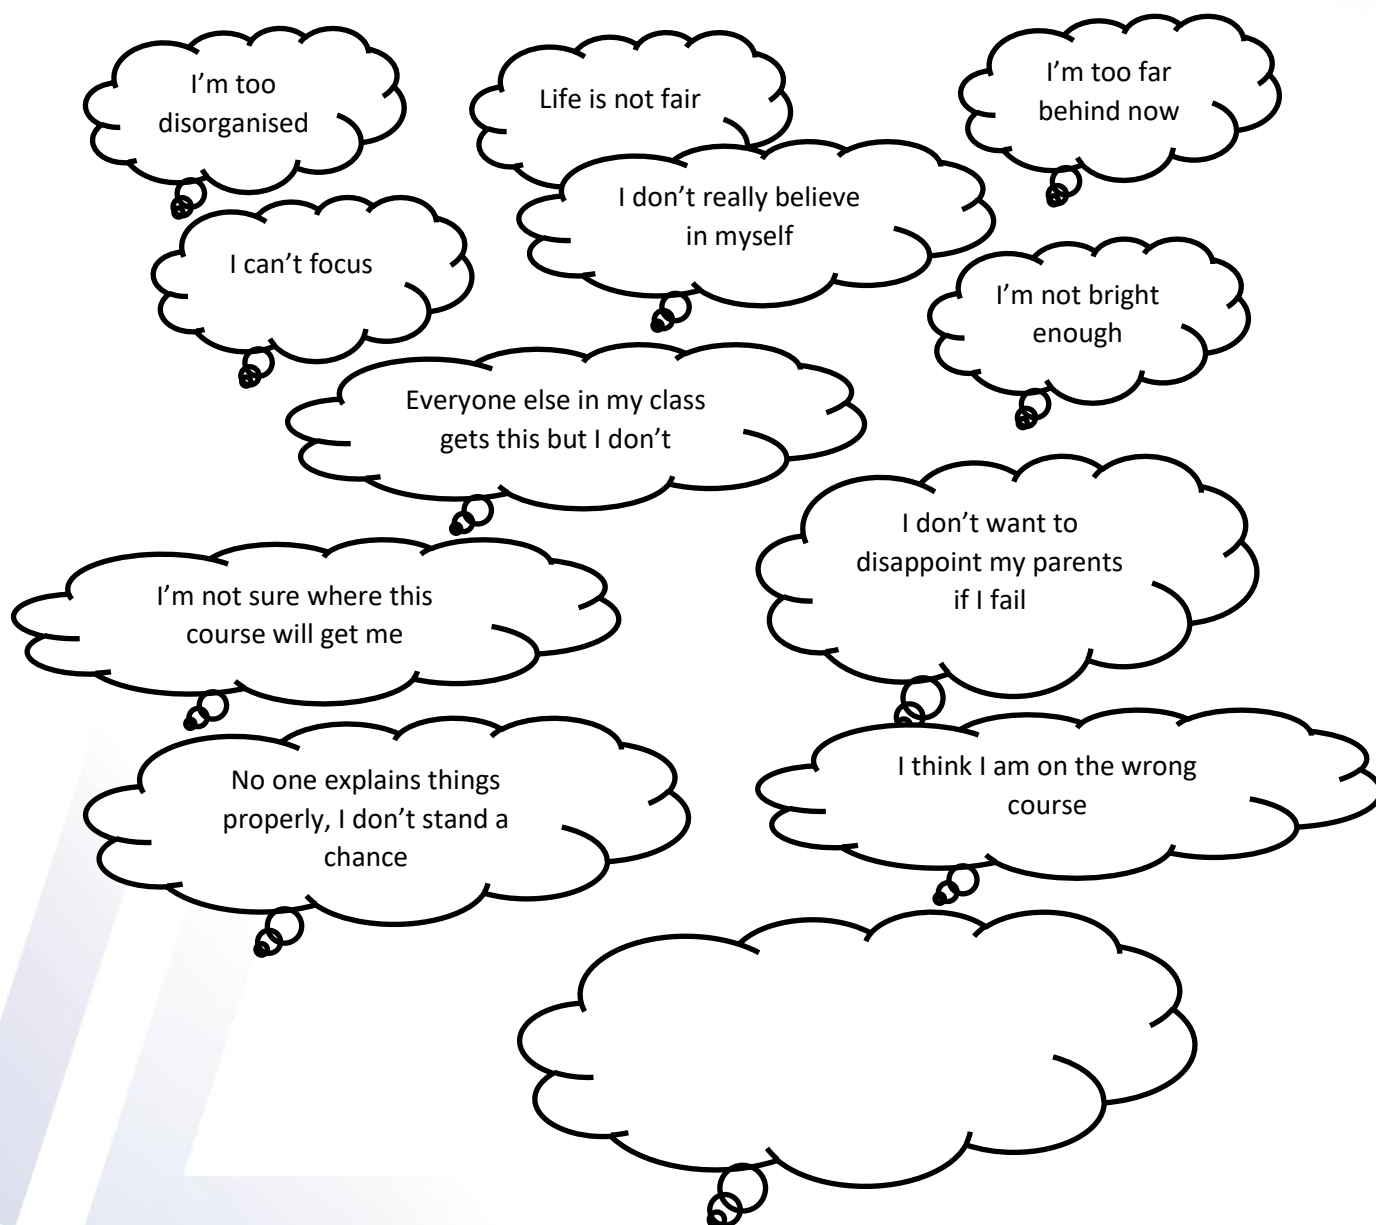 I'm too
disorganised
Life is not fair
I'm too far
behind now
I don't really believe
in myself
I can't focus
I'm not bright
enough
Everyone else in my class
gets this but I don't
I don't want to
disappoint my parents
if I fail
I'm not sure where this
course will get me
No one explains things
properly, I don't stand a
chance
I think I am on the wrong
course